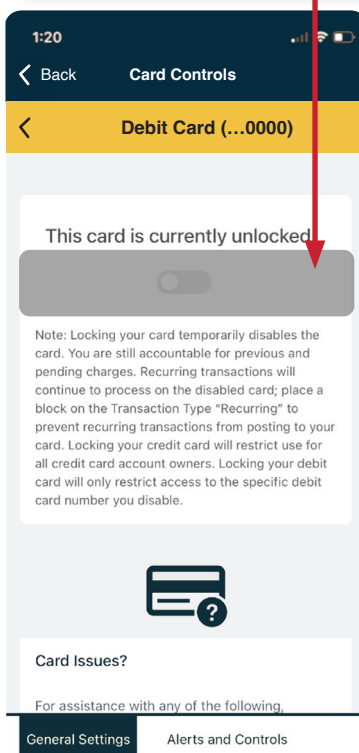 1:20
Back Card Controls
Debit Card (...0000)
This card is currently unlocked
Note: Locking your card temporarily disables the
card. You are still accountable for previous and
pending charges. Recurring transactions will
continue to process on the disabled card; place a
block on the Transaction Type “Recurring” to
prevent recurring transactions from posting to your
card. Locking your credit card will restrict use for
all credit card account owners. Locking your debit
card will only restrict access to the specific debit
card number you disable.
?
Card Issues?
For assistance with any of the following,
General Settings Alerts and Controls